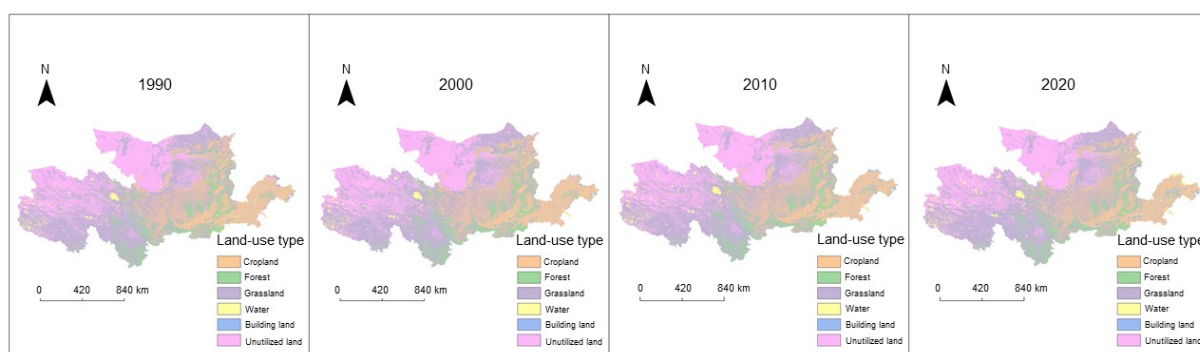 N
1990
Land-use type
Cropland
Forest
Grassland
Water
Building land
Unutilized land
0 420 840 km
N
2000
Land-use type
Cropland
Forest
Grassland
Water
Building land
Unutilized land
0 420 840 km
N
2010
Land-use type
Cropland
Forest
Grassland
Water
Building land
Unutilized land
0 420 840 km
N
2020
Land-use type
Cropland
Forest
Grassland
Water
Building land
Unutilized land
0 420 840 km